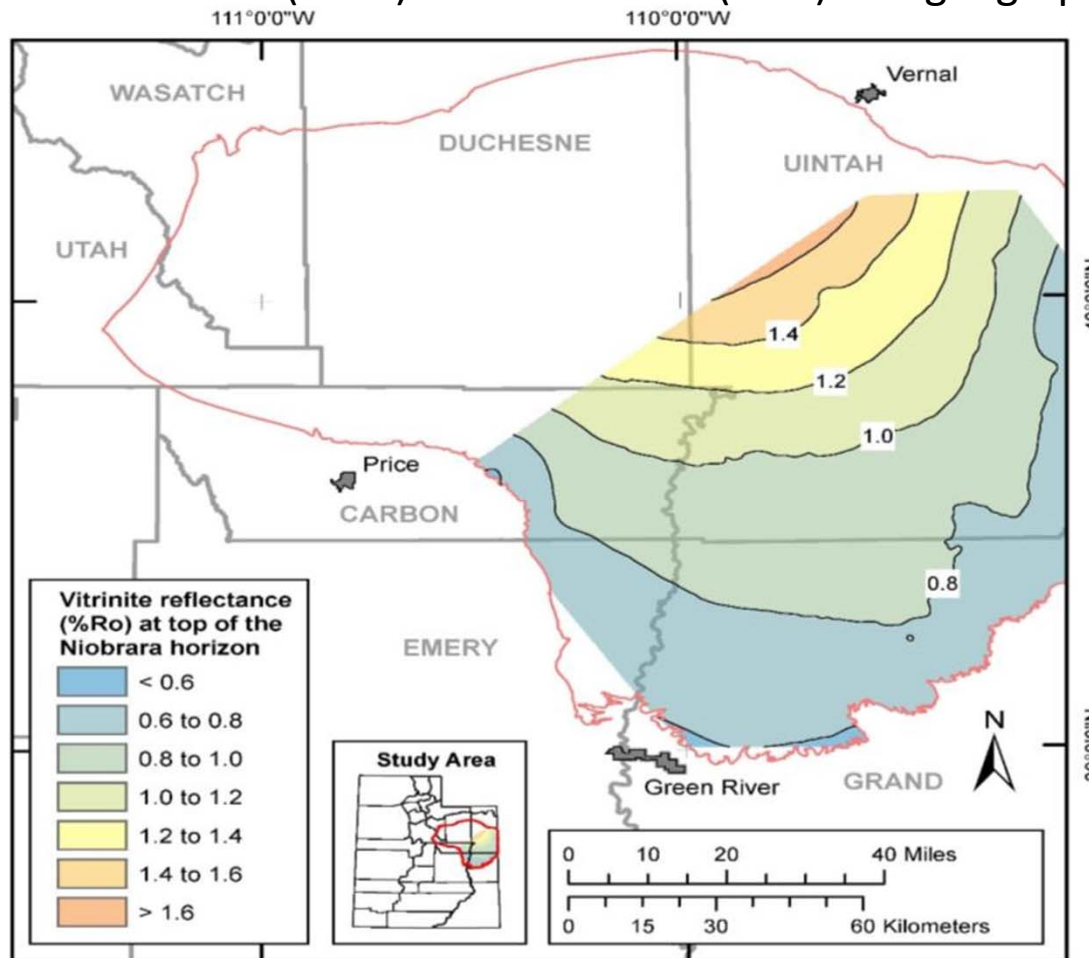 111°0'0"W 110°0'0"W
Vernal
WASATCH
DUCHESNE
UINTAH
UTAH
1.4
1.2
1.0
Price
CARBON
0.8
Vitrinite reflectance
(%Ro) at top of the
Niobrara horizon
< 0.6
0.6 to 0.8
0.8 to 1.0
1.0 to 1.2
1.2 to 1.4
1.4 to 1.6
> 1.6
EMERY
Study Area
N
Green River
GRAND
0 10 20 40 Miles
0 15 30 60 Kilometers